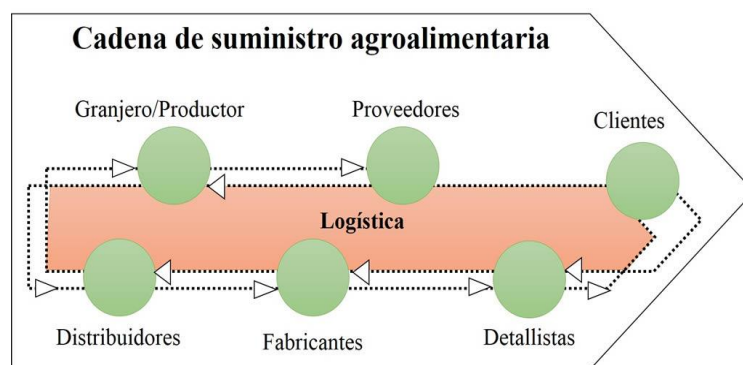 Cadena de suministro agroalimentaria
Granjero/Productor
Proveedores
Clientes
Logística
Distribuidores
Fabricantes
Detallistas